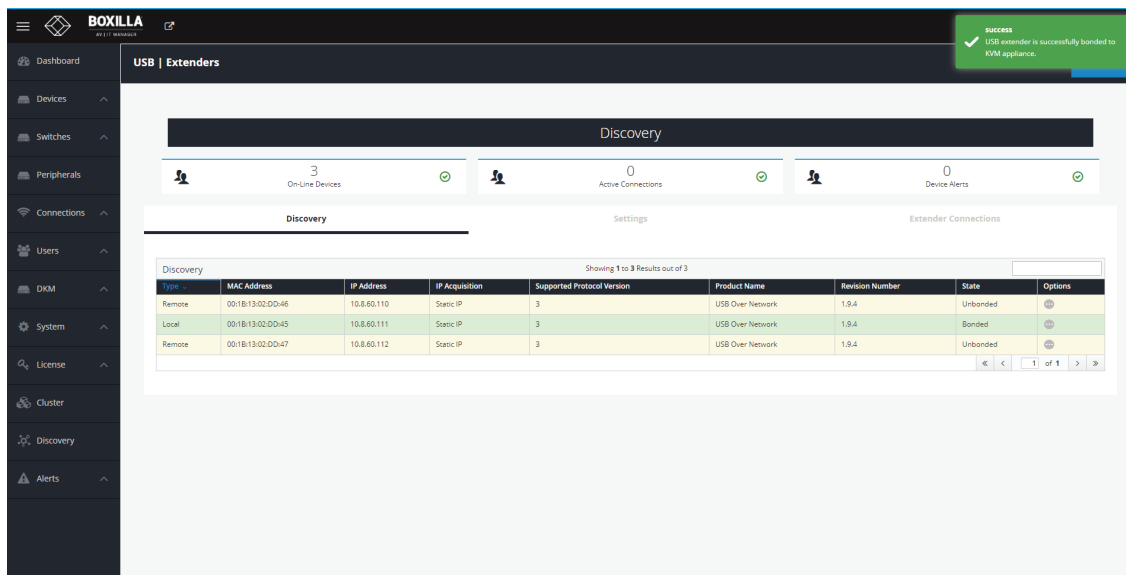 BOXILLA
AV | IT MANAGER
success
USB extender is successfully bonded to
KVM appliance.
Dashboard
Devices
Switches
Peripherals
Connections
Users
DKM
System
License
Cluster
Discovery
Alerts
USB | Extenders
Discovery
3
On-Line Devices
0
Active Connections
0
Device Alerts
Discovery Settings Extender Connections
Discovery Showing 1 to 3 Results out of 3
Type MAC Address IP Address IP Acquisition Supported Protocol Version Product Name Revision Number State Options
Remote 00:1B:13:02:DD:46 10.8.60.110 Static IP 3 USB Over Network 1.9.4 Unbonded
Local 00:1B:13:02:DD:45 10.8.60.111 Static IP 3 USB Over Network 1.9.4 Bonded
Remote 00:1B:13:02:DD:47 10.8.60.112 Static IP 3 USB Over Network 1.9.4 Unbonded
« < 1 of 1 > »